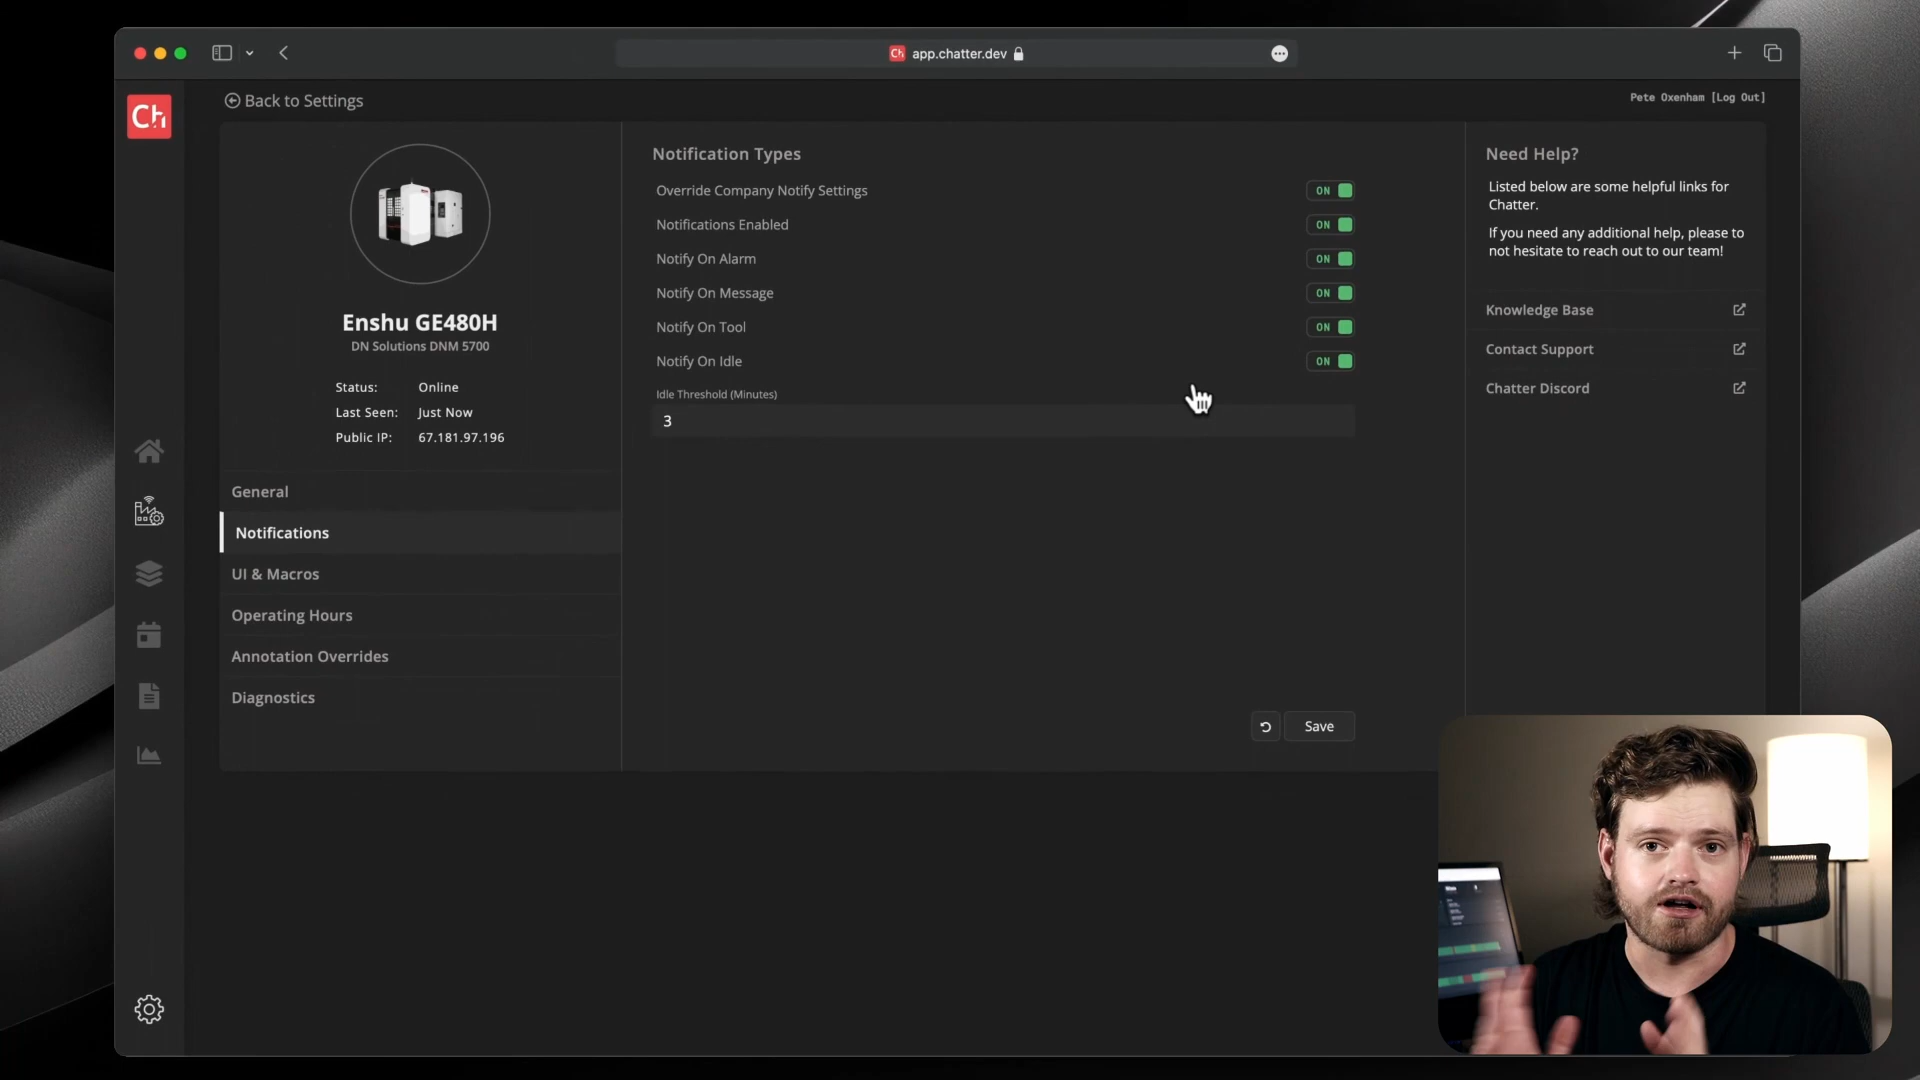 Ch app.chatter.dev
Ch
Back to Settings
Pete Oxenham [Log Out]
Enshu GE480H
DN Solutions DNM 5700
Status: Online
Last Seen: Just Now
Public IP: 67.181.97.196
General
Notifications
UI & Macros
Operating Hours
Annotation Overrides
Diagnostics
Notification Types
Override Company Notify Settings ON
Notifications Enabled ON
Notify On Alarm ON
Notify On Message ON
Notify On Tool ON
Notify On Idle ON
Idle Threshold (Minutes)
3
Save
Need Help?
Listed below are some helpful links for
Chatter.
If you need any additional help, please to
not hesitate to reach out to our team!
Knowledge Base
Contact Support
Chatter Discord